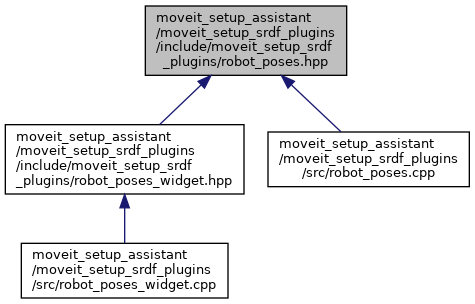 moveit_setup_assistant
/moveit_setup_srdf_plugins
/include/moveit_setup_srdf
_plugins/robot_poses.hpp
moveit_setup_assistant
/moveit_setup_srdf_plugins
/include/moveit_setup_srdf
_plugins/robot_poses_widget.hpp
moveit_setup_assistant
/moveit_setup_srdf_plugins
/src/robot_poses.cpp
moveit_setup_assistant
/moveit_setup_srdf_plugins
/src/robot_poses_widget.cpp